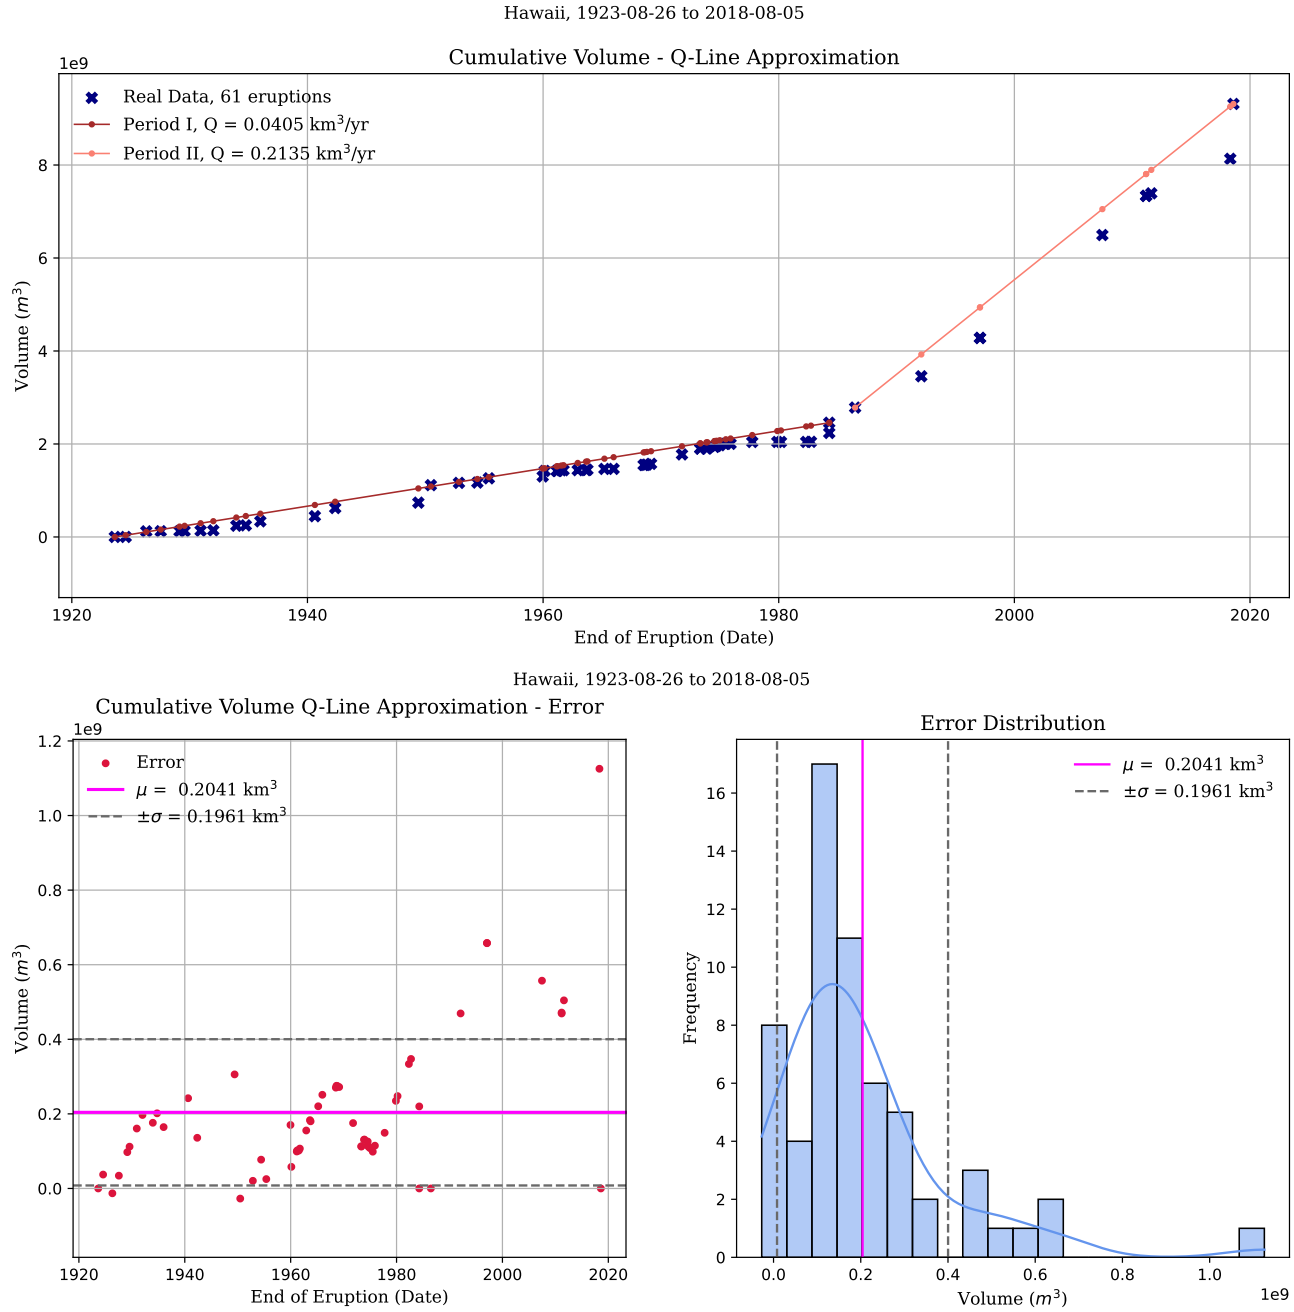 Hawaii, 1923-08-26 to 2018-08-05
Cumulative Volume - Q-Line Approximation
1e9
Real Data, 61 eruptions
Period I, Q = 0.0405 km³/yr
Period II, Q = 0.2135 km³/yr
8
6
4
2
0
Volume (m³)
1920 1940 1960 1980 2000 2020
End of Eruption (Date)
Hawaii, 1923-08-26 to 2018-08-05
Cumulative Volume Q-Line Approximation - Error
1e9
Error
μ = 0.2041 km³
±σ = 0.1961 km³
1.2
1.0
0.8
0.6
0.4
0.2
0.0
Volume (m³)
1920 1940 1960 1980 2000 2020
End of Eruption (Date)
Error Distribution
μ = 0.2041 km³
±σ = 0.1961 km³
16
14
12
10
8
6
4
2
0
Frequency
0.0 0.2 0.4 0.6 0.8 1.0
1e9
Volume (m³)